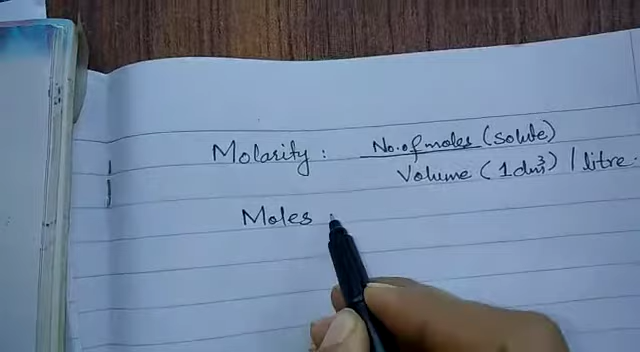 Molarity : No. of moles (solute)
Volume (1 dm³) / litre.
Moles